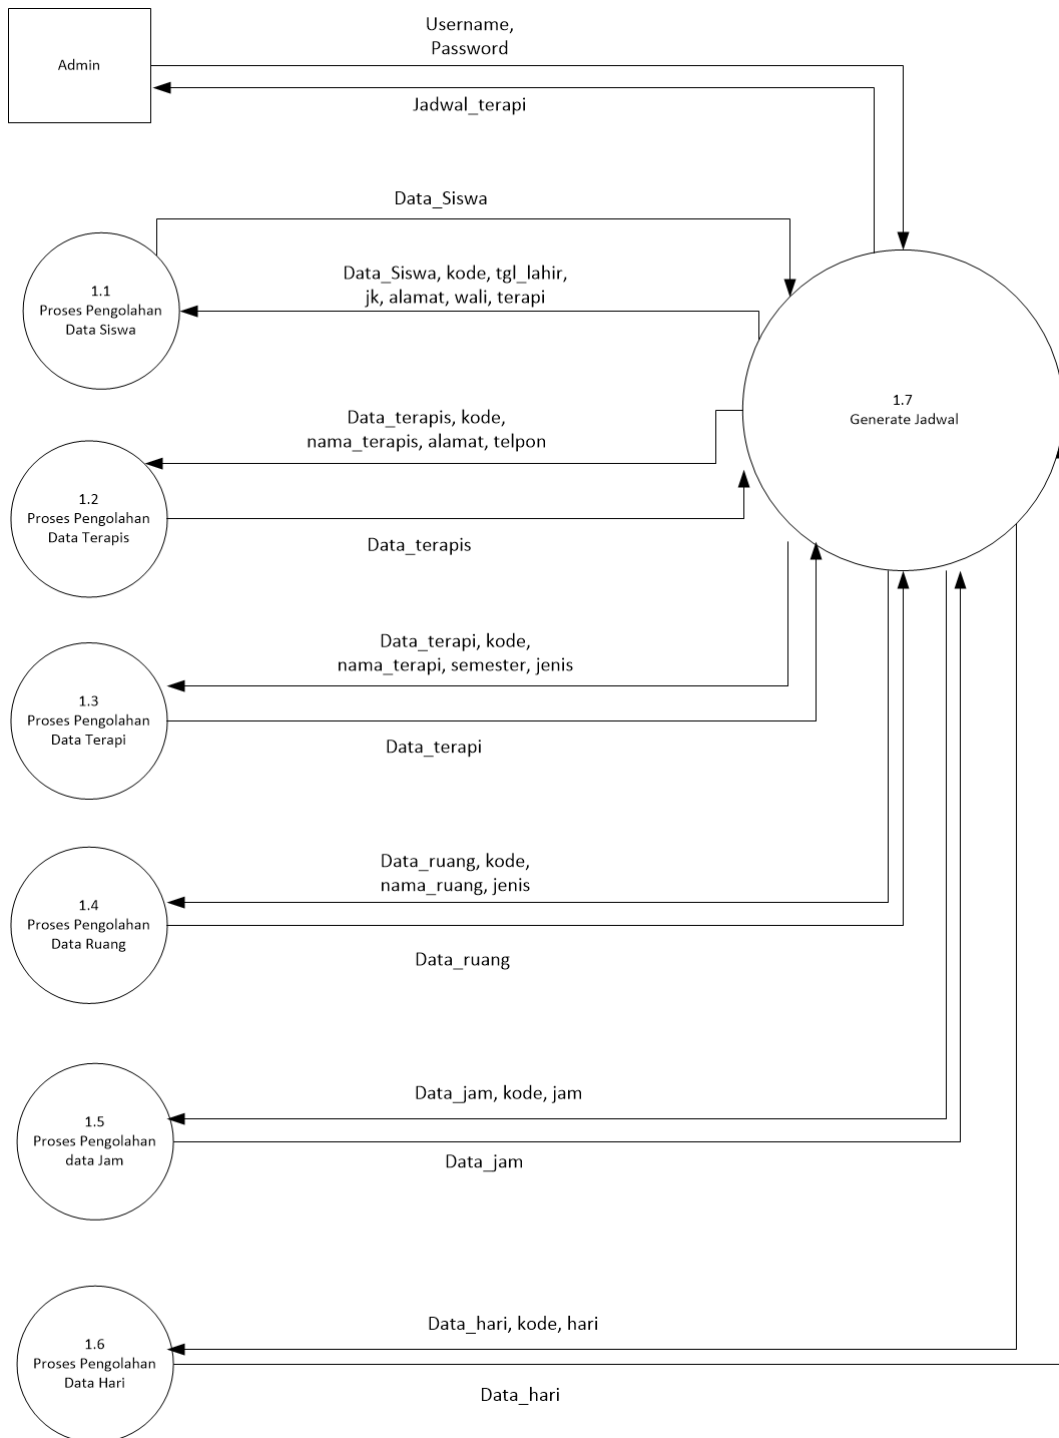 Username,
Password
Admin
Jadwal_terapi
Data_Siswa
Data_Siswa, kode, tgl_lahir,
jk, alamat, wali, terapi
1.1
Proses Pengolahan
Data Siswa
1.7
Generate Jadwal
Data_terapis, kode,
nama_terapis, alamat, telpon
1.2
Proses Pengolahan
Data Terapis
Data_terapis
Data_terapi, kode,
nama_terapi, semester, jenis
1.3
Proses Pengolahan
Data Terapi
Data_terapi
Data_ruang, kode,
nama_ruang, jenis
1.4
Proses Pengolahan
Data Ruang
Data_ruang
Data_jam, kode, jam
1.5
Proses Pengolahan
data Jam
Data_jam
Data_hari, kode, hari
1.6
Proses Pengolahan
Data Hari
Data_hari